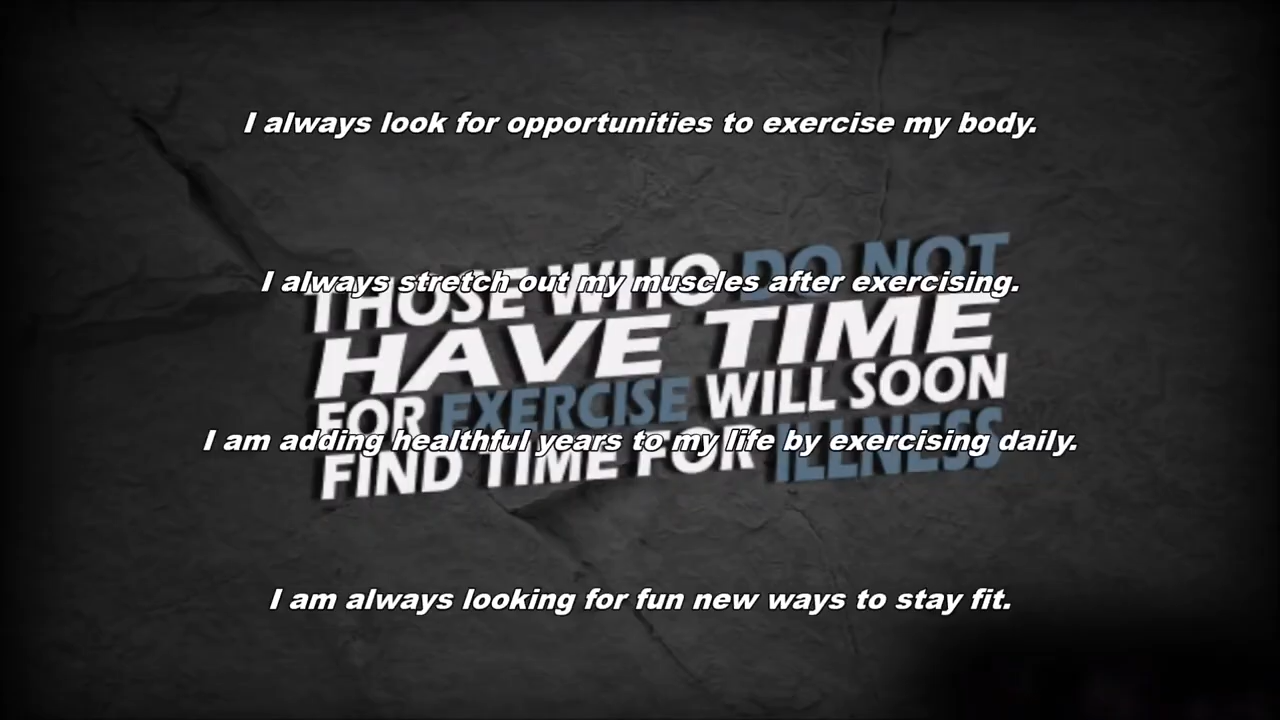 I always look for opportunities to exercise my body.
THOSE WHO DO NOT
I always stretch out my muscles after exercising.
HAVE TIME
FOR EXERCISE WILL SOON
I am adding healthful years to my life by exercising daily.
FIND TIME FOR ILLNESS
I am always looking for fun new ways to stay fit.